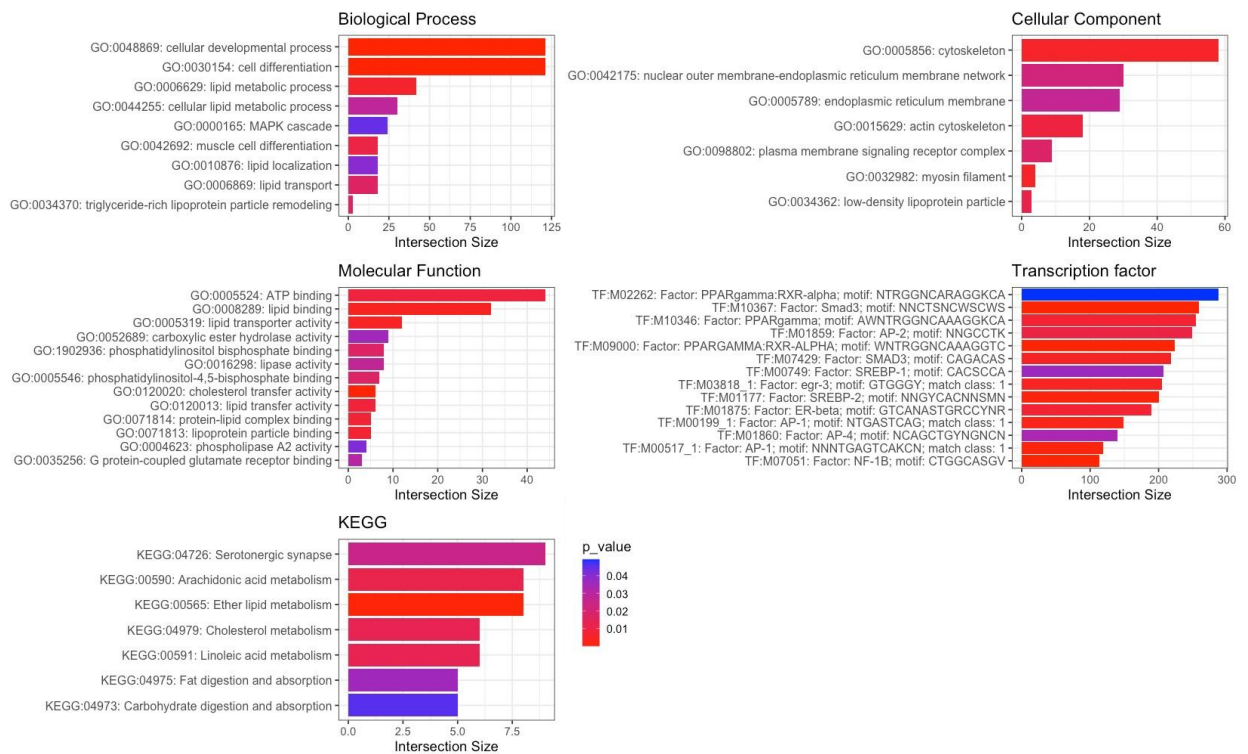 Biological Process
GO:0048869: cellular developmental process
GO:0030154: cell differentiation
GO:0006629: lipid metabolic process
GO:0044255: cellular lipid metabolic process
GO:0000165: MAPK cascade
GO:0042692: muscle cell differentiation
GO:0010876: lipid localization
GO:0006869: lipid transport
GO:0034370: triglyceride-rich lipoprotein particle remodeling
0 25 50 75 100 125
Intersection Size
Cellular Component
GO:0005856: cytoskeleton
GO:0042175: nuclear outer membrane-endoplasmic reticulum membrane network
GO:0005789: endoplasmic reticulum membrane
GO:0015629: actin cytoskeleton
GO:0098802: plasma membrane signaling receptor complex
GO:0032982: myosin filament
GO:0034362: low-density lipoprotein particle
0 20 40 60
Intersection Size
Molecular Function
GO:0005524: ATP binding
GO:0008289: lipid binding
GO:0005319: lipid transporter activity
GO:0052689: carboxylic ester hydrolase activity
GO:1902936: phosphatidylinositol bisphosphate binding
GO:0016298: lipase activity
GO:0005546: phosphatidylinositol-4,5-bisphosphate binding
GO:0120020: cholesterol transfer activity
GO:0120013: lipid transfer activity
GO:0071814: protein-lipid complex binding
GO:0071813: lipoprotein particle binding
GO:0004623: phospholipase A2 activity
GO:0035256: G protein-coupled glutamate receptor binding
0 10 20 30 40
Intersection Size
Transcription factor
TF:M02262: Factor: PPARgamma:RXR-alpha; motif: NTRGGNCARAGGKCA
TF:M10367: Factor: Smad3; motif: NNCTSNCWSCWS
TF:M10346: Factor: PPARgamma; motif: AWNTRGGNCAAAGGKCA
TF:M01859: Factor: AP-2; motif: NNGCCTK
TF:M09000: Factor: PPARGAMMA:RXR-ALPHA; motif: WNTRGGNCAAAGGTC
TF:M07429: Factor: SMAD3; motif: CAGACAS
TF:M00749: Factor: SREBP-1; motif: CACSCCA
TF:M03818_1: Factor: egr-3; motif: GTGGGY; match class: 1
TF:M01177: Factor: SREBP-2; motif: NNGYCACNNSMN
TF:M01875: Factor: ER-beta; motif: GTCANASTGRCCYNR
TF:M00199_1: Factor: AP-1; motif: NTGASTCAG; match class: 1
TF:M01860: Factor: AP-4; motif: NCAGCTGYNGNCN
TF:M00517_1: Factor: AP-1; motif: NNNTGAGTCAKCN; match class: 1
TF:M07051: Factor: NF-1B; motif: CTGGCASGV
0 100 200 300
Intersection Size
KEGG
KEGG:04726: Serotonergic synapse
KEGG:00590: Arachidonic acid metabolism
KEGG:00565: Ether lipid metabolism
KEGG:04979: Cholesterol metabolism
KEGG:00591: Linoleic acid metabolism
KEGG:04975: Fat digestion and absorption
KEGG:04973: Carbohydrate digestion and absorption
0.0 2.5 5.0 7.5
Intersection Size
p_value
0.04
0.03
0.02
0.01